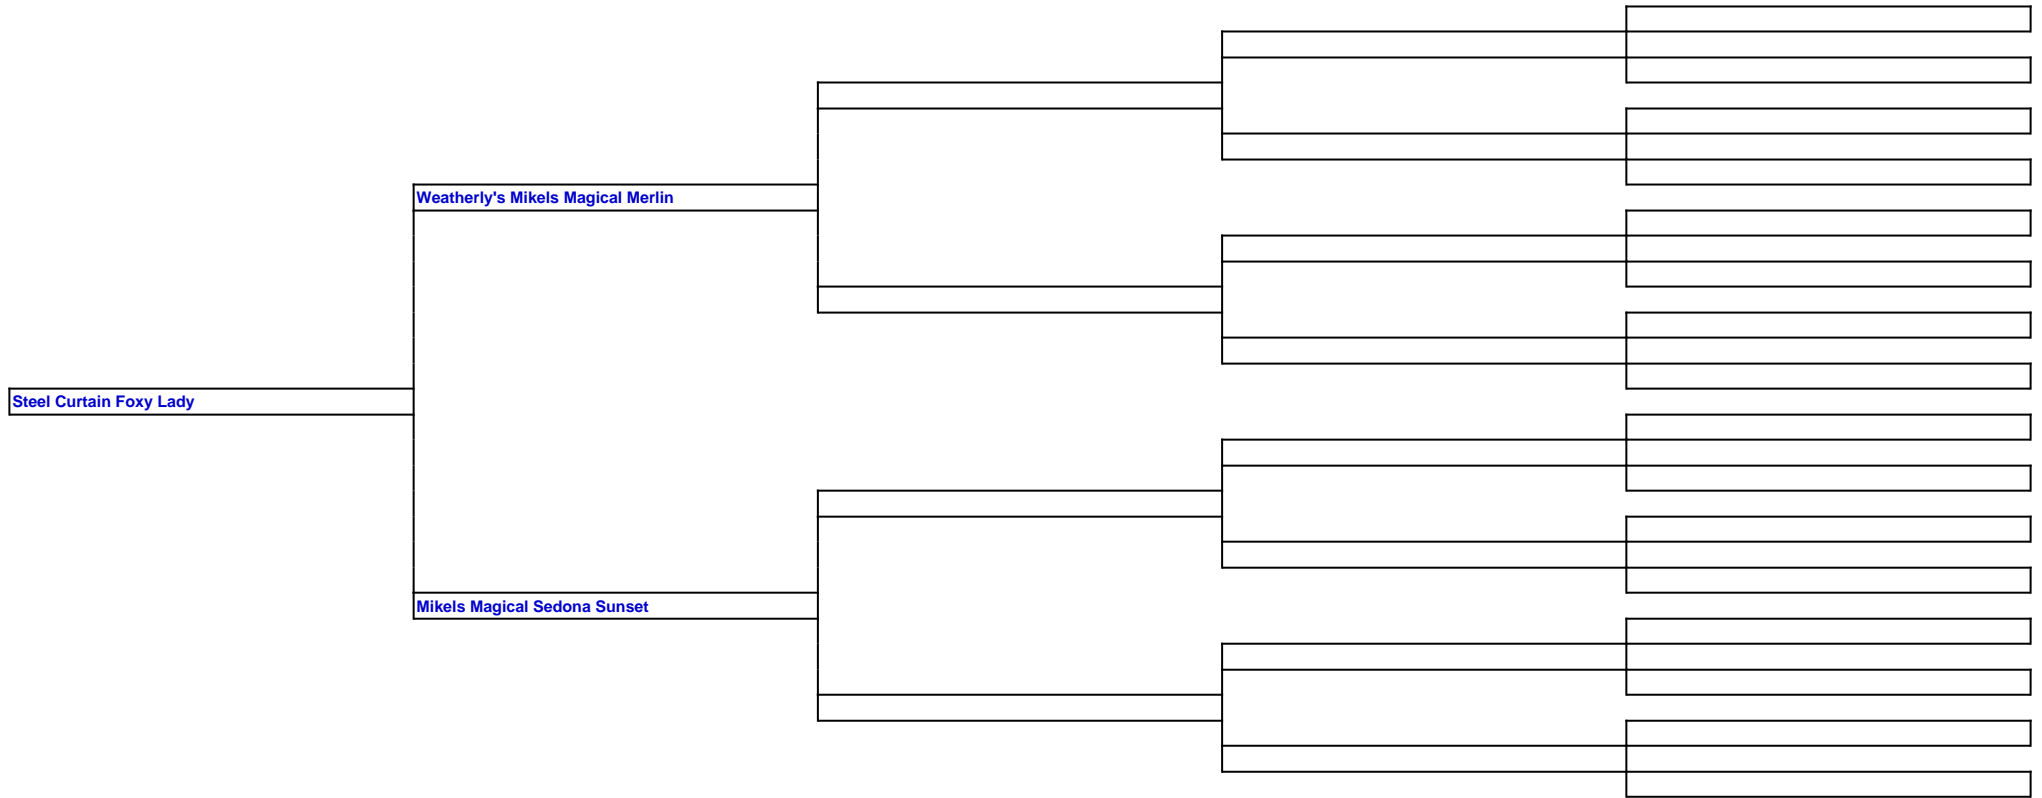 Weatherly's Mikels Magical Merlin
Steel Curtain Foxy Lady
Mikels Magical Sedona Sunset